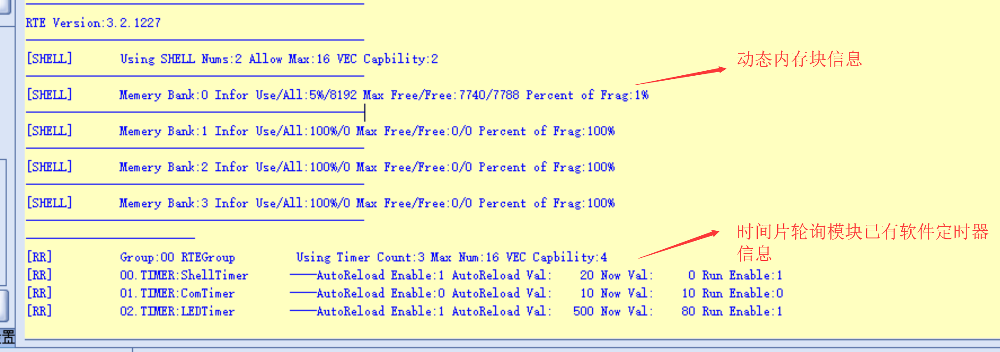 RTE Version:3.2.1227
[SHELL] Using SHELL Nums:2 Allow Max:16 VEC Capbility:2
动态内存块信息
[SHELL] Memery Bank:0 Infor Use/All:5%/8192 Max Free/Free:7740/7788 Percent of Frag:1%
[SHELL] Memery Bank:1 Infor Use/All:100%/0 Max Free/Free:0/0 Percent of Frag:100%
[SHELL] Memery Bank:2 Infor Use/All:100%/0 Max Free/Free:0/0 Percent of Frag:100%
[SHELL] Memery Bank:3 Infor Use/All:100%/0 Max Free/Free:0/0 Percent of Frag:100%
时间片轮询模块已有软件定时器
信息
[RR] Group:00 RTEGroup Using Timer Count:3 Max Num:16 VEC Capbility:4
[RR] 00.TIMER:ShellTimer ——AutoReload Enable:1 AutoReload Val: 20 Now Val: 0 Run Enable:1
[RR] 01.TIMER:ComTimer ——AutoReload Enable:0 AutoReload Val: 10 Now Val: 10 Run Enable:0
[RR] 02.TIMER:LEDTimer ——AutoReload Enable:1 AutoReload Val: 500 Now Val: 80 Run Enable:1
置